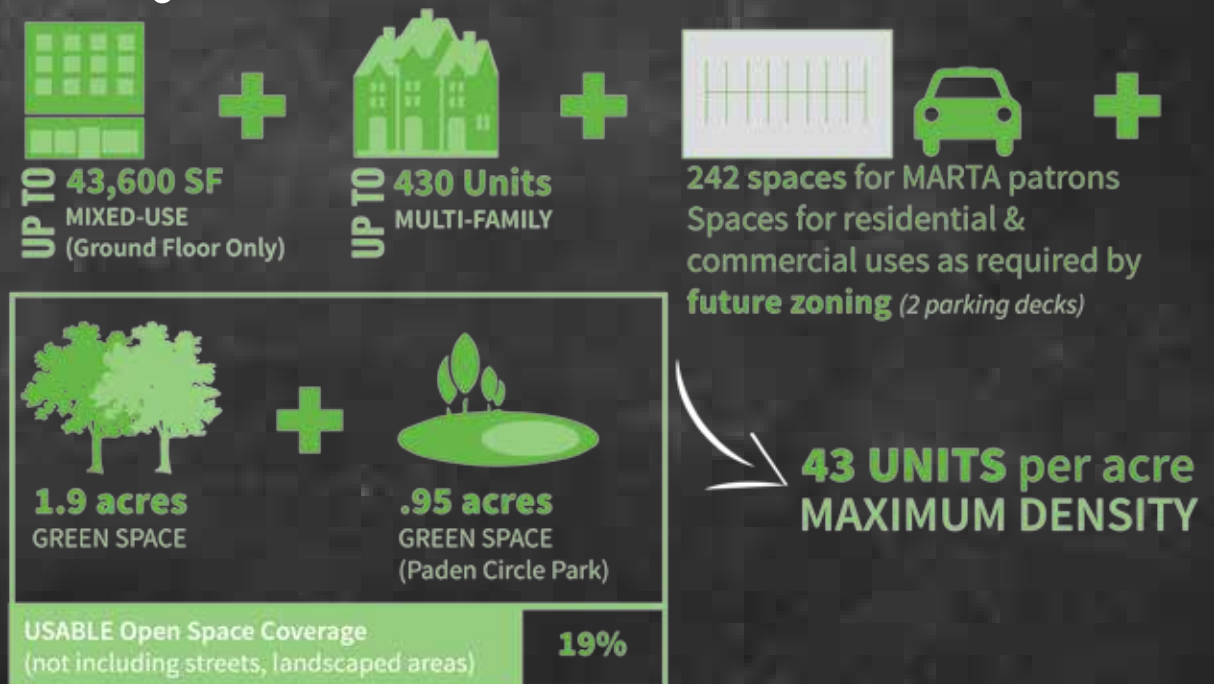 UP TO
43,600 SF
MIXED-USE
(Ground Floor Only)
UP TO
430 Units
MULTI-FAMILY
242 spaces for MARTA patrons
Spaces for residential &
commercial uses as required by
future zoning (2 parking decks)
1.9 acres
GREEN SPACE
.95 acres
GREEN SPACE
(Paden Circle Park)
43 UNITS per acre
MAXIMUM DENSITY
USABLE Open Space Coverage
(not including streets, landscaped areas)
19%